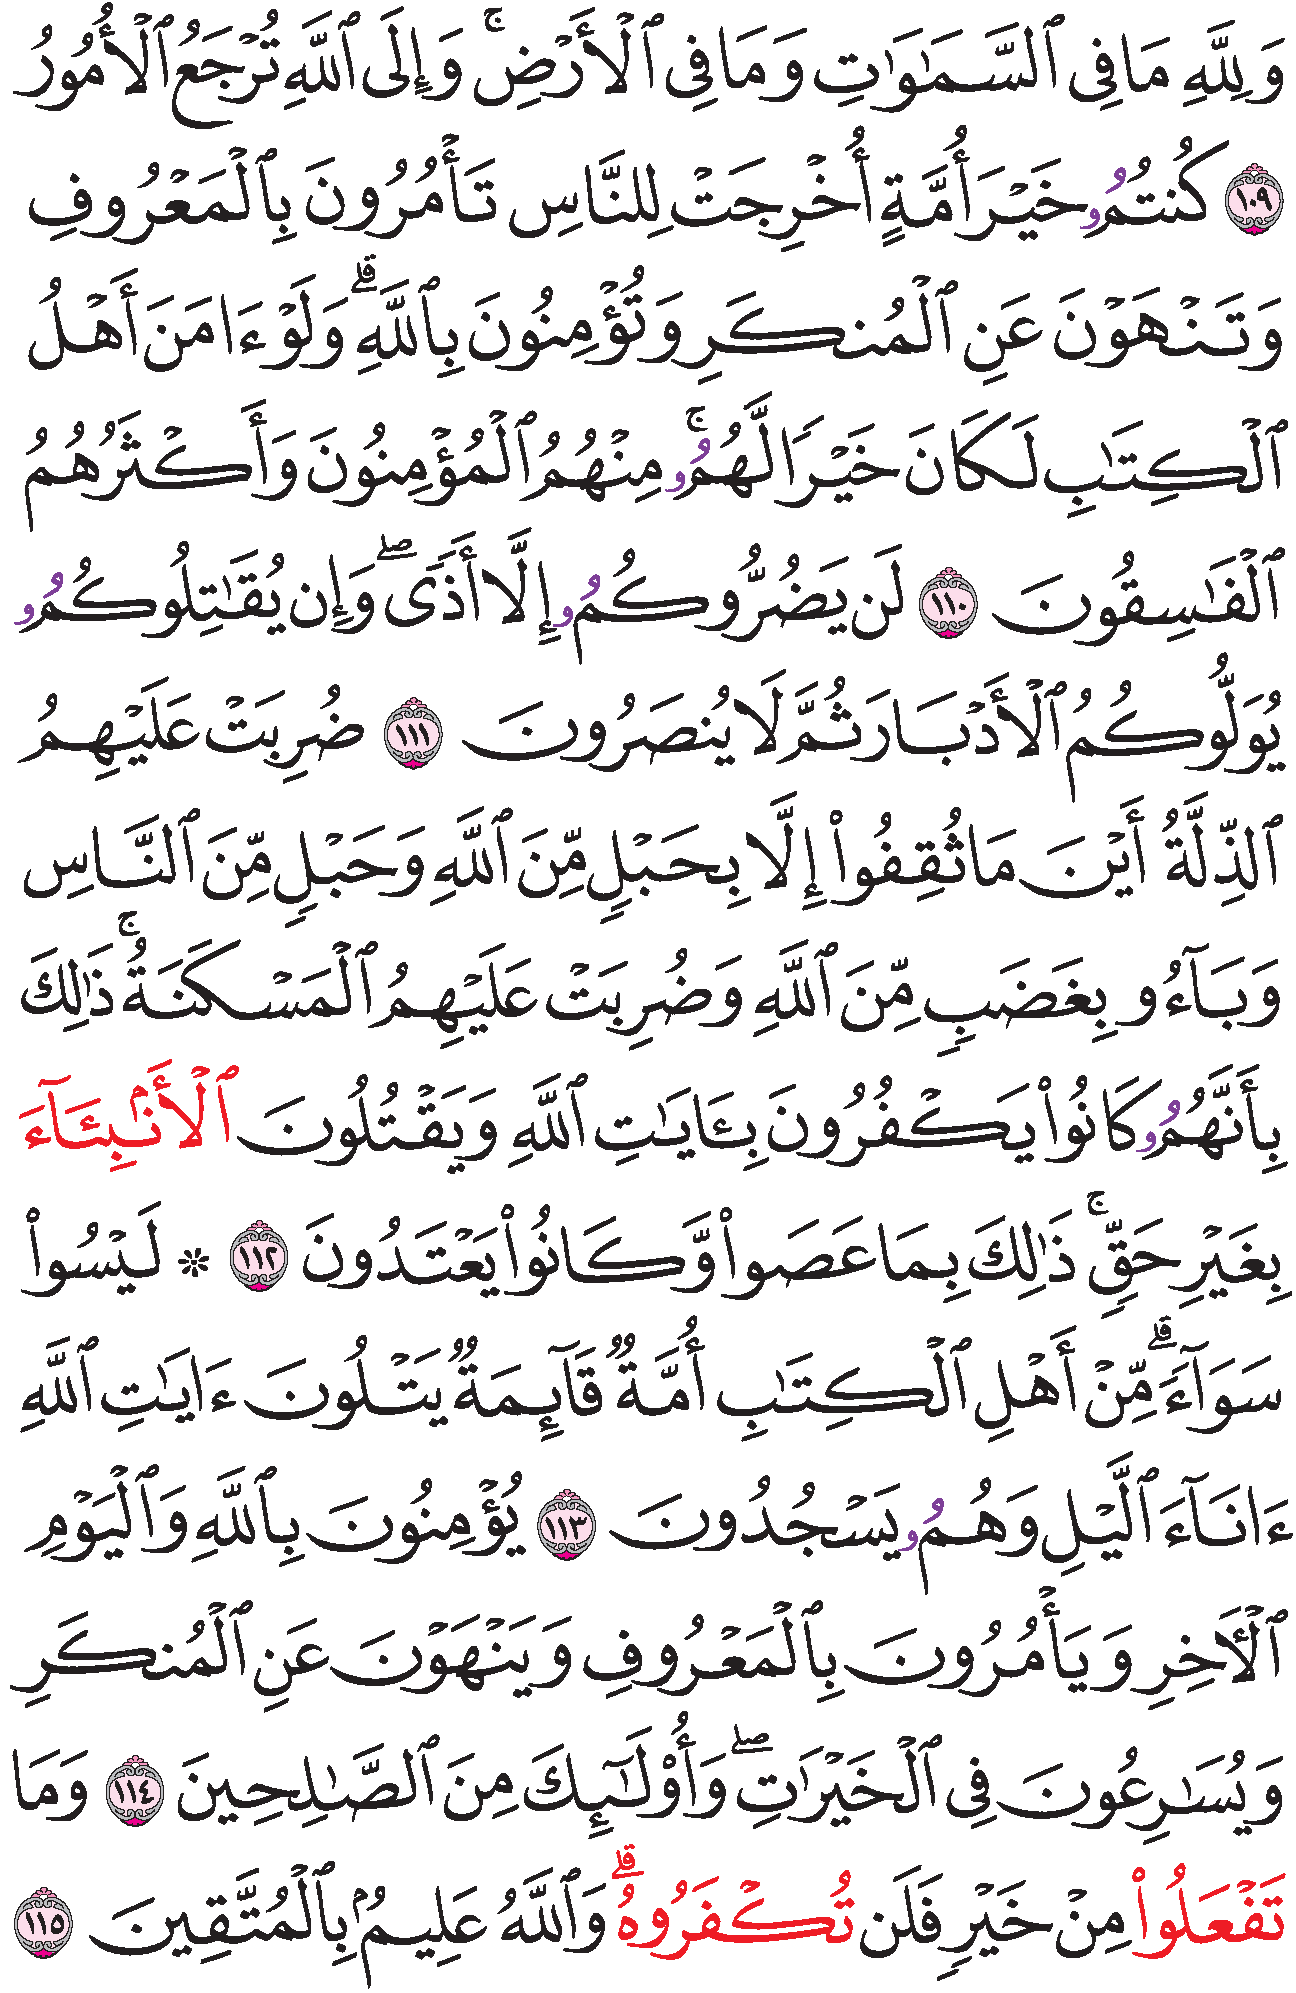 وَلِلَّهِ مَا فِى ٱلسَّمَٰوَٰتِ وَمَا فِى ٱلْأَرْضِ ۚ وَإِلَى ٱللَّهِ تُرْجَعُ ٱلْأُمُورُ
١٠٩ كُنتُمُۥ خَيْرَ أُمَّةٍ أُخْرِجَتْ لِلنَّاسِ تَأْمُرُونَ بِٱلْمَعْرُوفِ
وَتَنْهَوْنَ عَنِ ٱلْمُنكَرِ وَتُؤْمِنُونَ بِٱللَّهِ ۗ وَلَوْ ءَامَنَ أَهْلُ
ٱلْكِتَٰبِ لَكَانَ خَيْرًا لَّهُمُۥ ۚ مِنْهُمُ ٱلْمُؤْمِنُونَ وَأَكْثَرُهُمُ
ٱلْفَٰسِقُونَ ١١٠ لَن يَضُرُّوكُمُۥ إِلَّا أَذًى ۖ وَإِن يُقَٰتِلُوكُمُۥ
يُوَلُّوكُمُ ٱلْأَدْبَارَ ثُمَّ لَا يُنصَرُونَ ١١١ ضُرِبَتْ عَلَيْهِمُ
ٱلذِّلَّةُ أَيْنَ مَا ثُقِفُوا۟ إِلَّا بِحَبْلٍ مِّنَ ٱللَّهِ وَحَبْلٍ مِّنَ ٱلنَّاسِ
وَبَآءُو بِغَضَبٍ مِّنَ ٱللَّهِ وَضُرِبَتْ عَلَيْهِمُ ٱلْمَسْكَنَةُ ۚ ذَٰلِكَ
بِأَنَّهُمُۥ كَانُوا۟ يَكْفُرُونَ بِـَٔايَٰتِ ٱللَّهِ وَيَقْتُلُونَ ٱلْأَنۢبِـَٔآءَ
بِغَيْرِ حَقٍّ ۚ ذَٰلِكَ بِمَا عَصَوا۟ وَّكَانُوا۟ يَعْتَدُونَ ١١٢ ۞ لَيْسُوا۟
سَوَآءً ۗ مِّنْ أَهْلِ ٱلْكِتَٰبِ أُمَّةٌ قَآئِمَةٌ يَتْلُونَ ءَايَٰتِ ٱللَّهِ
ءَانَآءَ ٱلَّيْلِ وَهُمُۥ يَسْجُدُونَ ١١٣ يُؤْمِنُونَ بِٱللَّهِ وَٱلْيَوْمِ
ٱلْـَٔاخِرِ وَيَأْمُرُونَ بِٱلْمَعْرُوفِ وَيَنْهَوْنَ عَنِ ٱلْمُنكَرِ
وَيُسَٰرِعُونَ فِى ٱلْخَيْرَٰتِ ۖ وَأُو۟لَٰٓئِكَ مِنَ ٱلصَّٰلِحِينَ ١١٤ وَمَا
تَفْعَلُوا۟ مِنْ خَيْرٍ فَلَن تُكْفَرُوهُ ۗ وَٱللَّهُ عَلِيمٌۢ بِٱلْمُتَّقِينَ ١١٥